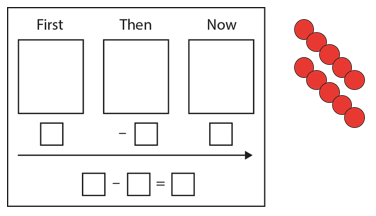 First Then Now
−
− =